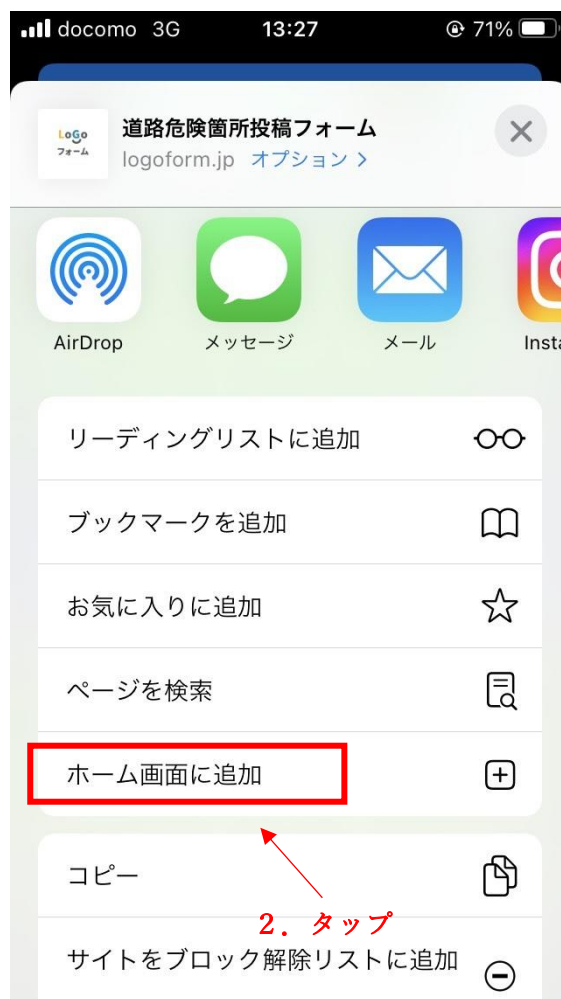 docomo 3G 13:27 71%
LoGo
フォーム
道路危険箇所投稿フォーム
logoform.jp オプション >
AirDrop メッセージ メール Insta
リーディングリストに追加
ブックマークを追加
お気に入りに追加
ページを検索
ホーム画面に追加
コピー
2. タップ
サイトをブロック解除リストに追加